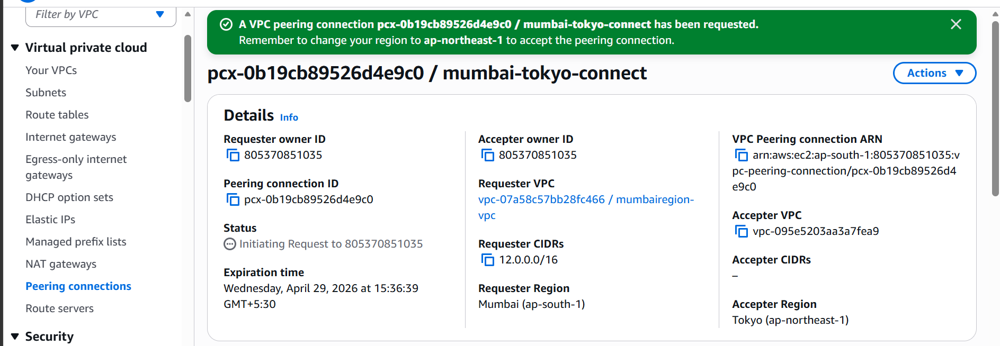 Filter by VPC
Virtual private cloud
Your VPCs
Subnets
Route tables
Internet gateways
Egress-only internet
gateways
DHCP option sets
Elastic IPs
Managed prefix lists
NAT gateways
Peering connections
Route servers
Security
A VPC peering connection pcx-0b19cb89526d4e9c0 / mumbai-tokyo-connect has been requested.
Remember to change your region to ap-northeast-1 to accept the peering connection.
pcx-0b19cb89526d4e9c0 / mumbai-tokyo-connect
Actions
Details Info
Requester owner ID
805370851035
Peering connection ID
pcx-0b19cb89526d4e9c0
Status
Initiating Request to 805370851035
Expiration time
Wednesday, April 29, 2026 at 15:36:39
GMT+5:30
Accepter owner ID
805370851035
Requester VPC
vpc-07a58c57bb28fc466 / mumbairegion-
vpc
Requester CIDRs
12.0.0.0/16
Requester Region
Mumbai (ap-south-1)
VPC Peering connection ARN
arn:aws:ec2:ap-south-1:805370851035:v
pc-peering-connection/pcx-0b19cb89526d4
e9c0
Accepter VPC
vpc-095e5203aa3a7fea9
Accepter CIDRs
–
Accepter Region
Tokyo (ap-northeast-1)